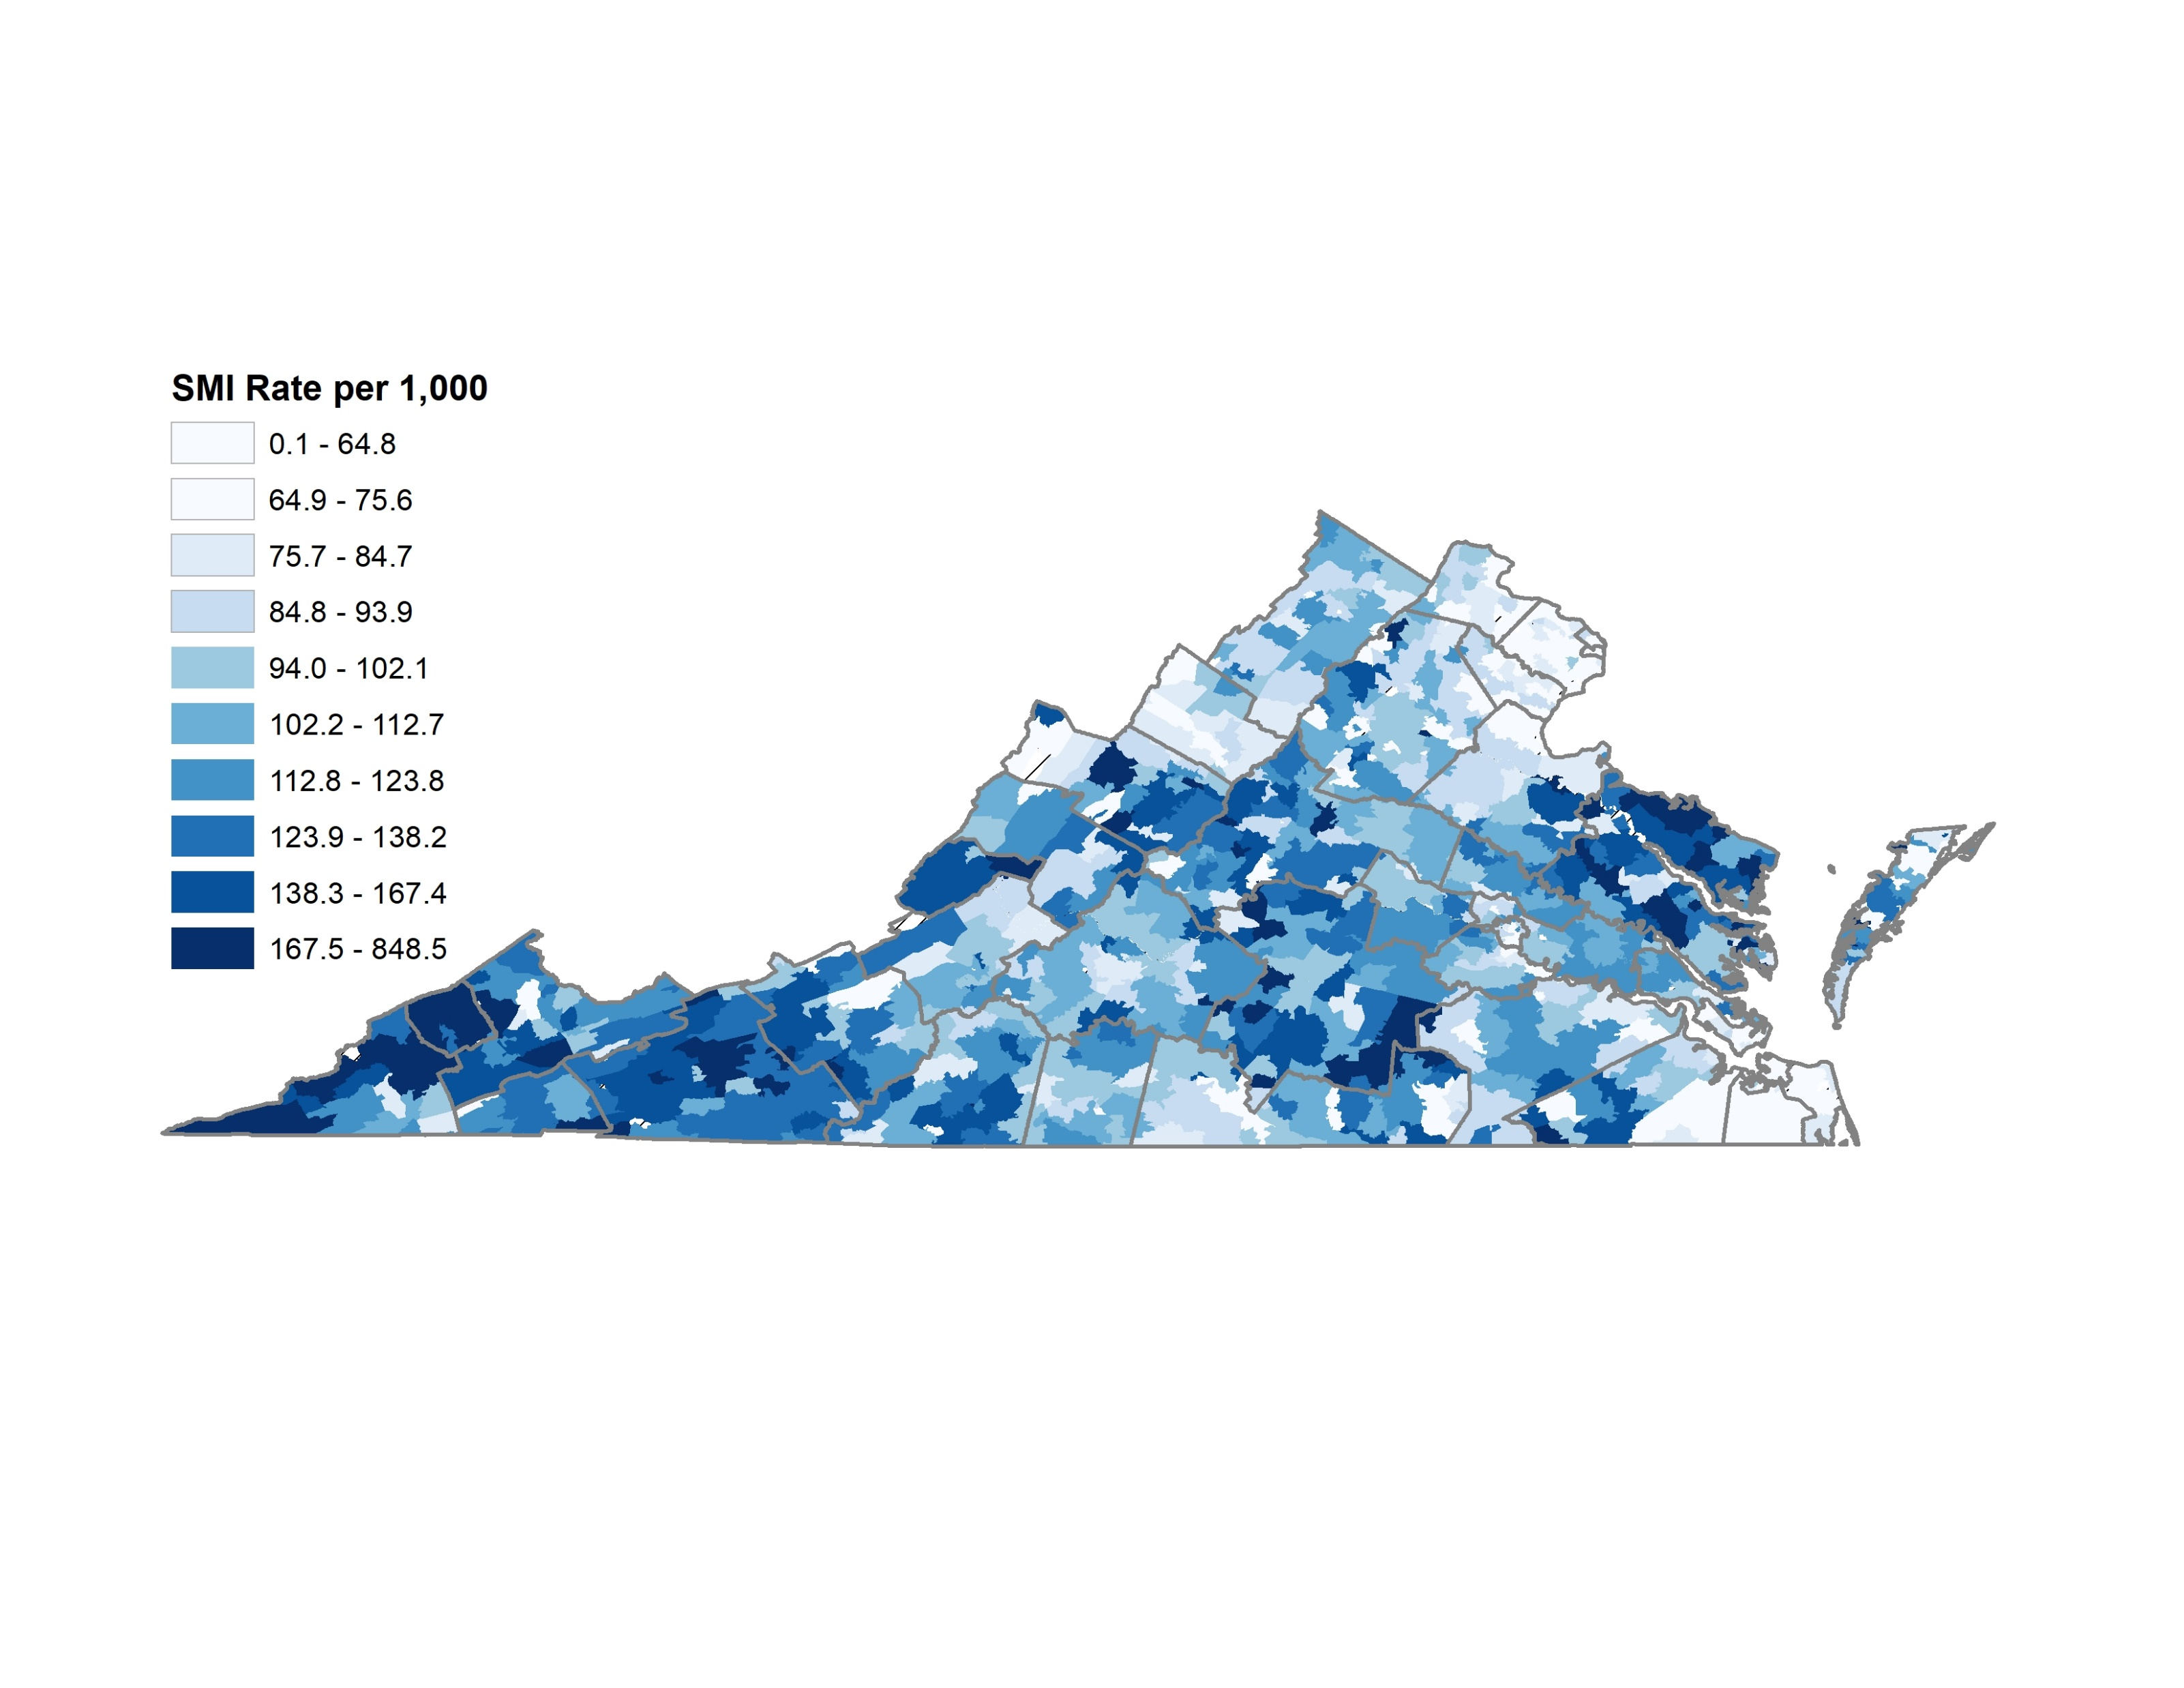 SMI Rate per 1,000
0.1 - 64.8
64.9 - 75.6
75.7 - 84.7
84.8 - 93.9
94.0 - 102.1
102.2 - 112.7
112.8 - 123.8
123.9 - 138.2
138.3 - 167.4
167.5 - 848.5